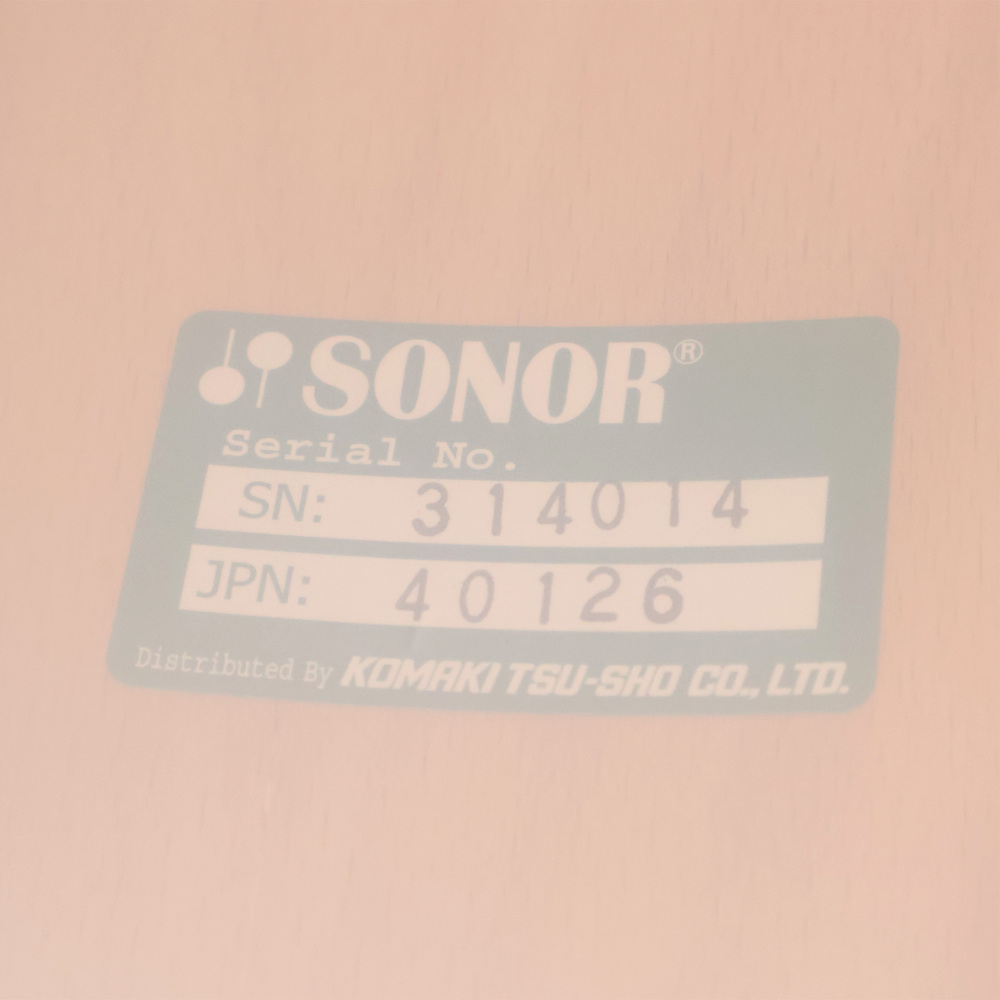 SONOR®
Serial No.
SN: 314014
JPN: 40126
Distributed By KOMAKI TSU-SHO CO., LTD.